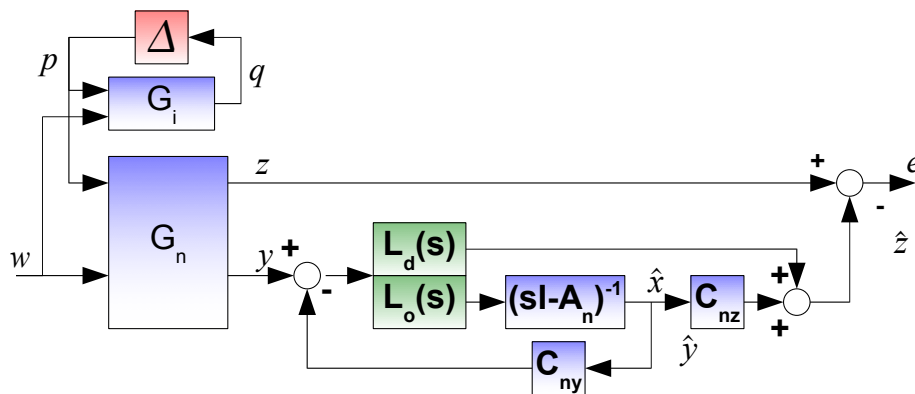 Δ
p
q
G_i
z
+
e
-
ẑ
G_n
w
y
+
-
L_d(s)
L_o(s)
(sI-A_n)^{-1}
x̂
C_nz
+
+
ŷ
C_ny